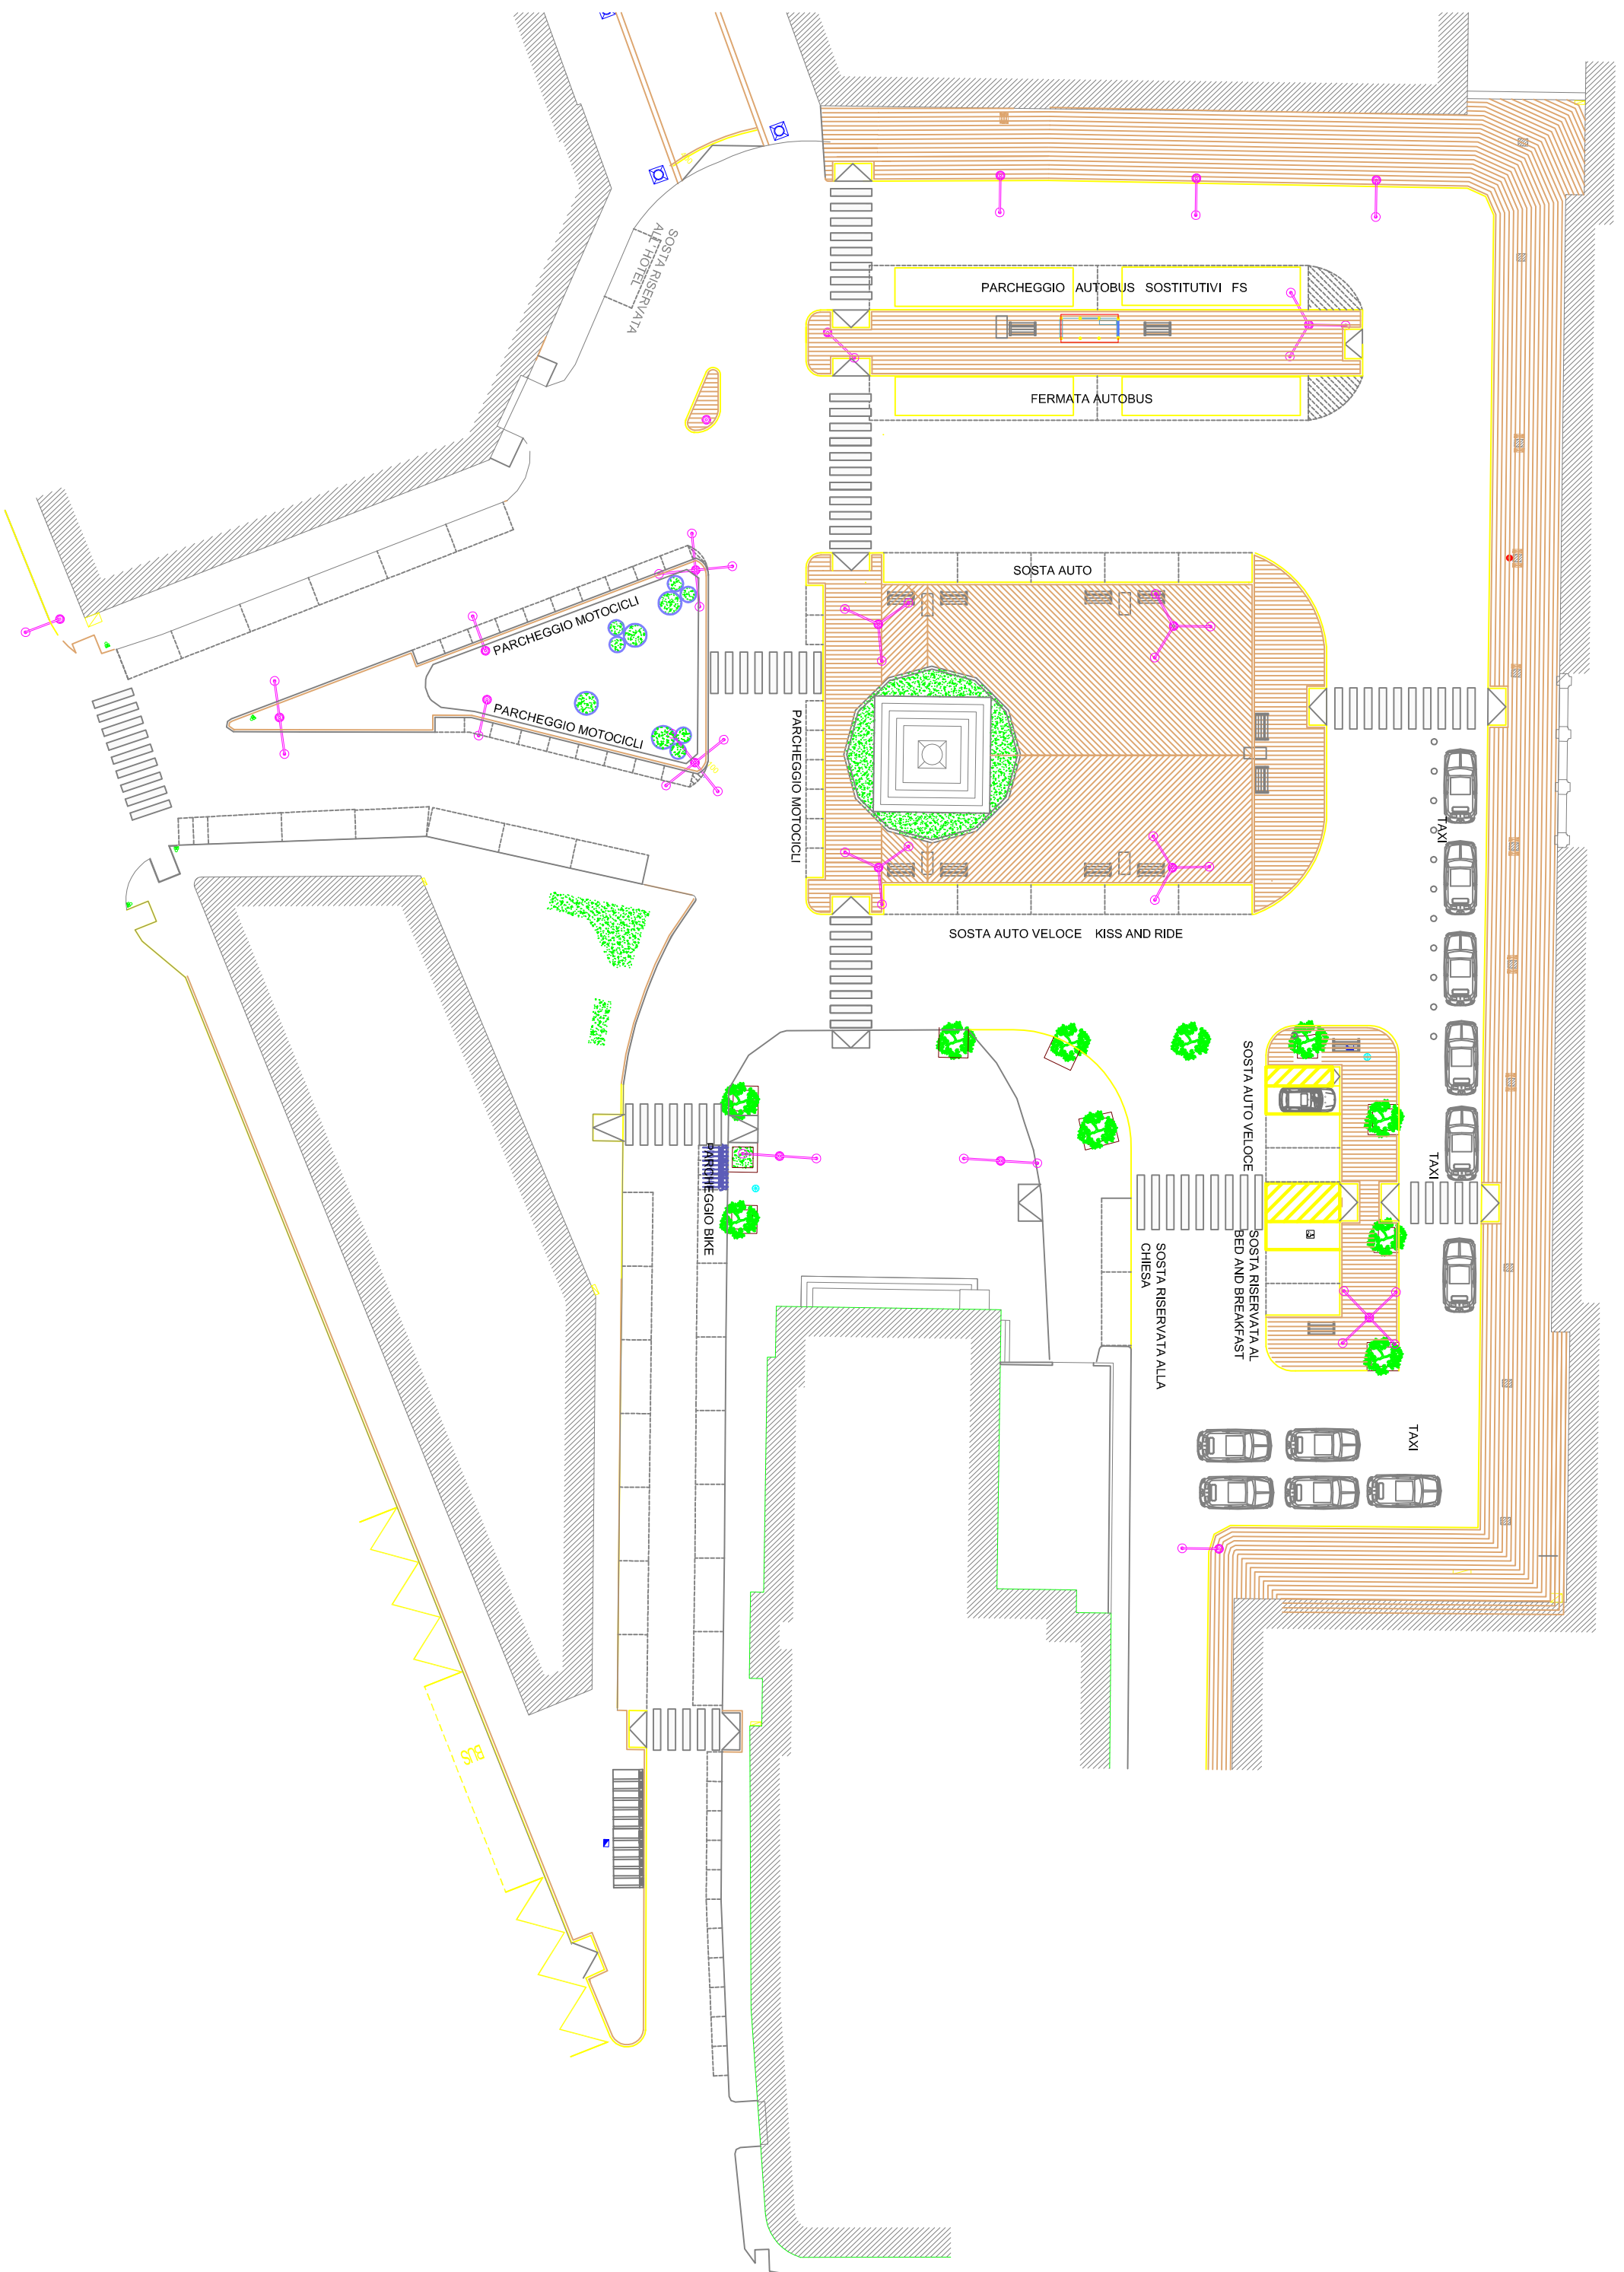 SOSTA RISERVATA
ALL'HOTEL
PARCHEGGIO AUTOBUS SOSTITUTIVI FS
FERMATA AUTOBUS
SOSTA AUTO
PARCHEGGIO MOTOCICLI
PARCHEGGIO MOTOCICLI
PARCHEGGIO MOTOCICLI
TAXI
SOSTA AUTO VELOCE KISS AND RIDE
SOSTA AUTO VELOCE
TAXI
PARCHEGGIO BIKE
SOSTA RISERVATA ALLA
CHIESA
SOSTA RISERVATA AL
BED AND BREAKFAST
TAXI
BUS